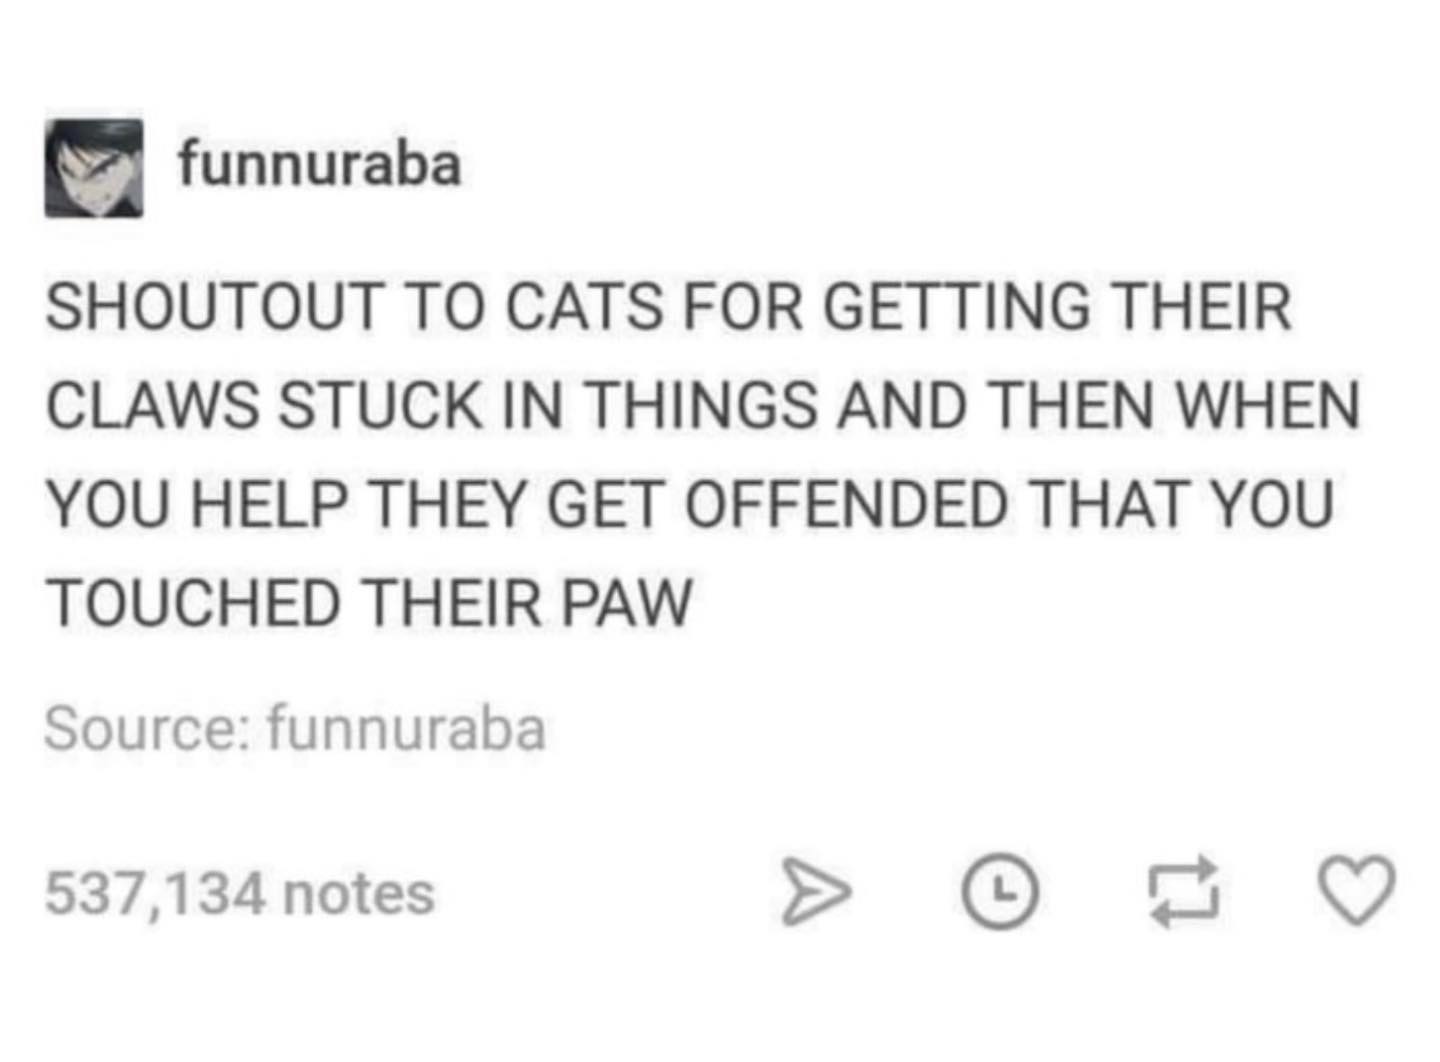 funnuraba
SHOUTOUT TO CATS FOR GETTING THEIR
CLAWS STUCK IN THINGS AND THEN WHEN
YOU HELP THEY GET OFFENDED THAT YOU
TOUCHED THEIR PAW
Source: funnuraba
537,134 notes